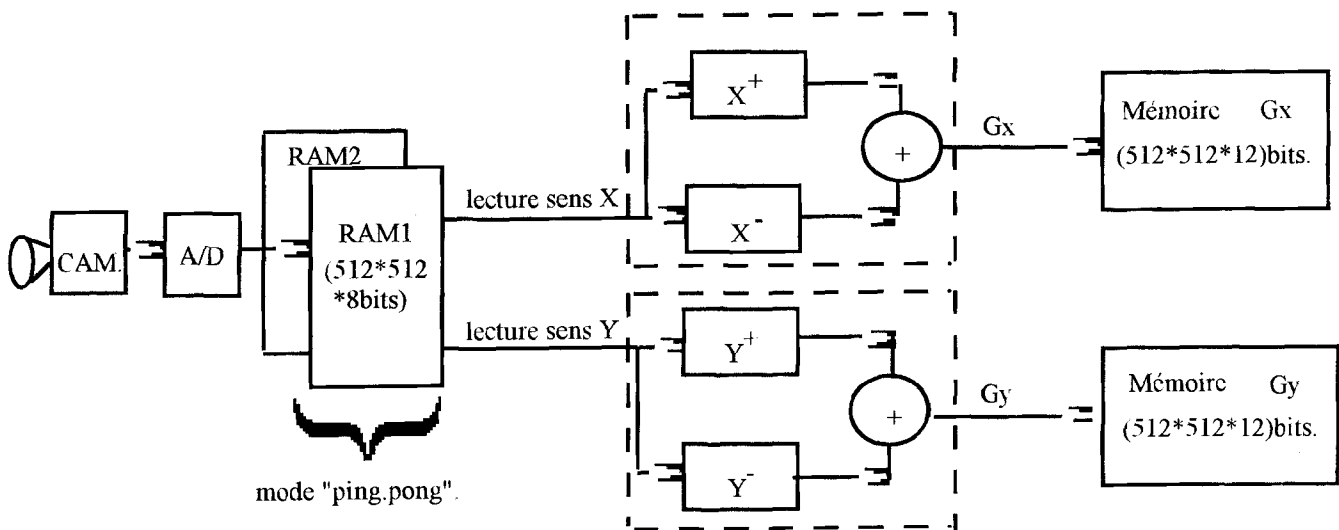 X+
Gx
Mémoire Gx
(512*512*12)bits.
RAM2
+
lecture sens X
RAM1
(512*512
*8bits)
X-
CAM.
A/D
lecture sens Y
Y+
Gy
Mémoire Gy
(512*512*12)bits.
+
Y-
mode "ping.pong".